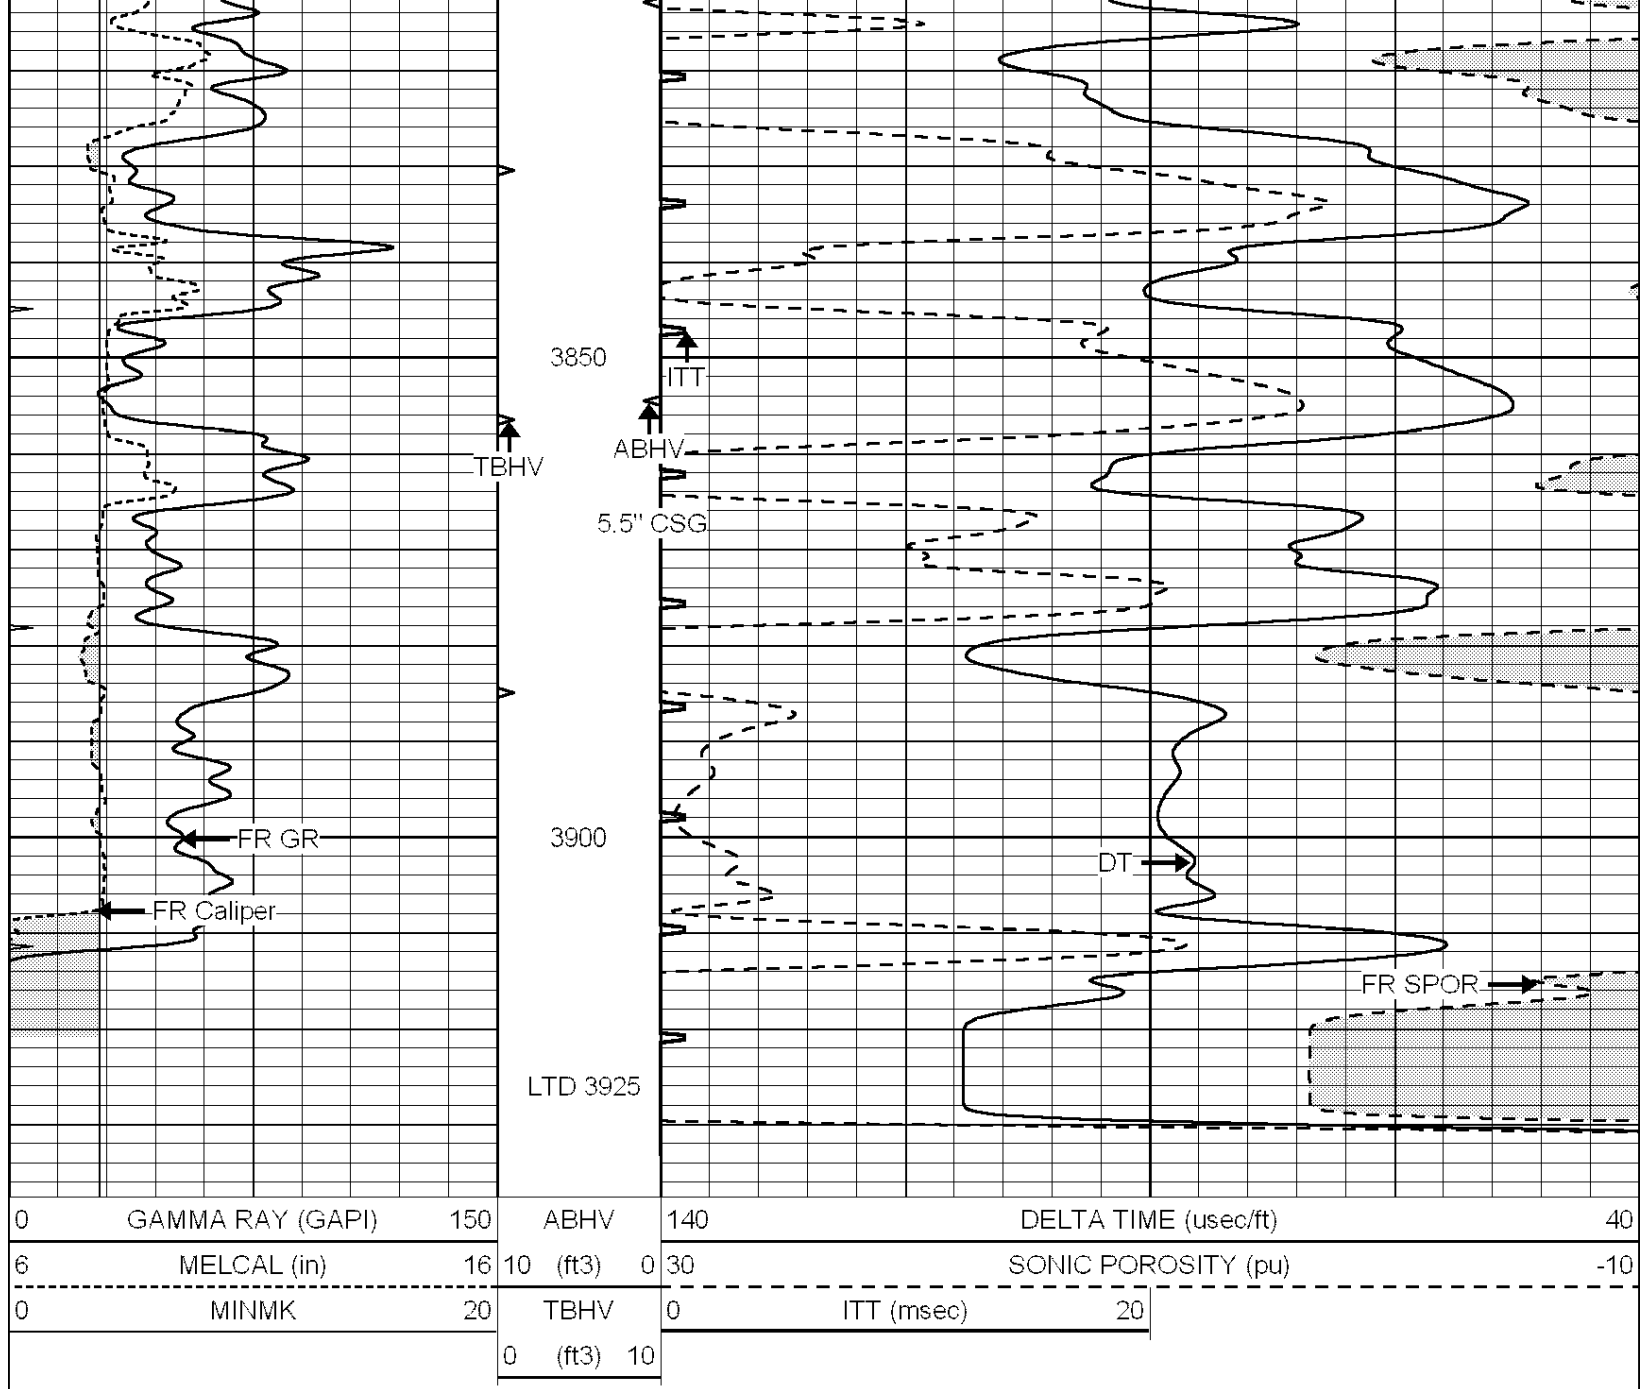 3850
ITT
ABHV
TBHV
5.5" CSG
3900
FR GR
DT
FR Caliper
FR SPOR
LTD 3925
0 GAMMA RAY (GAPI) 150 ABHV 140 DELTA TIME (usec/ft) 40
6 MELCAL (in) 16 10 (ft3) 0 30 SONIC POROSITY (pu) -10
0 MINMK 20 TBHV 0 ITT (msec) 20
0 (ft3) 10